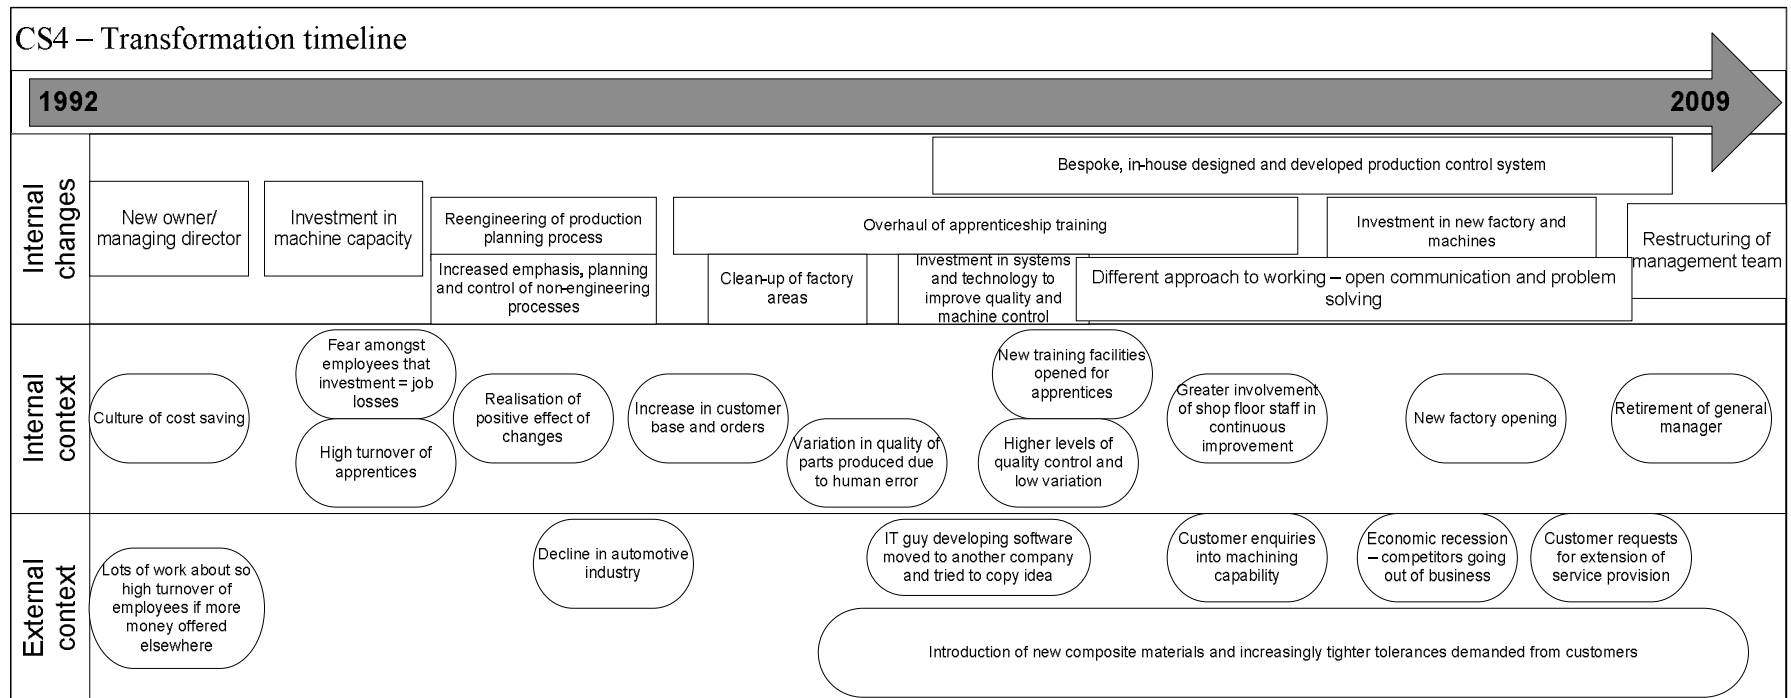 CS4 – Transformation timeline
1992
2009
Internal
changes
Bespoke, in-house designed and developed production control system
New owner/
managing director
Investment in
machine capacity
Reengineering of production
planning process
Increased emphasis, planning
and control of non-engineering
processes
Overhaul of apprenticeship training
Clean-up of factory
areas
Investment in systems
and technology to
improve quality and
machine control
Investment in new factory and
machines
Different approach to working – open communication and problem
solving
Restructuring of
management team
Internal
context
Culture of cost saving
Fear amongst
employees that
investment = job
losses
High turnover of
apprentices
Realisation of
positive effect of
changes
Increase in customer
base and orders
Variation in quality of
parts produced due
to human error
New training facilities
opened for
apprentices
Higher levels of
quality control and
low variation
Greater involvement
of shop floor staff in
continuous
improvement
New factory opening
Retirement of general
manager
External
context
Lots of work about so
high turnover of
employees if more
money offered
elsewhere
Decline in automotive
industry
IT guy developing software
moved to another company
and tried to copy idea
Customer enquiries
into machining
capability
Economic recession
– competitors going
out of business
Customer requests
for extension of
service provision
Introduction of new composite materials and increasingly tighter tolerances demanded from customers